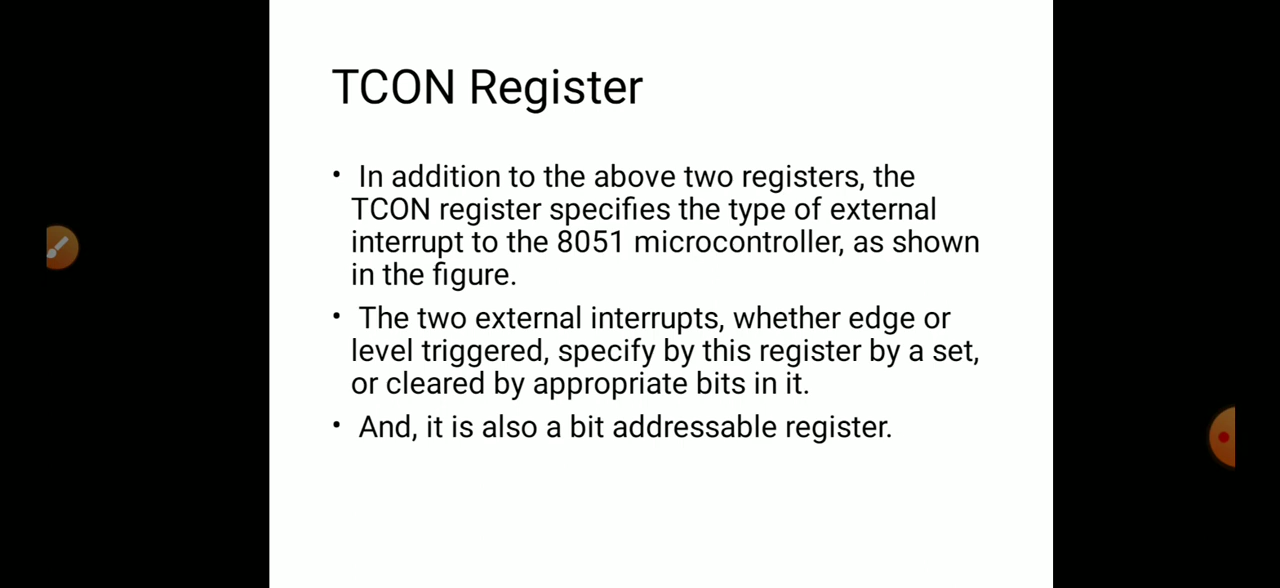 TCON Register
• In addition to the above two registers, the
TCON register specifies the type of external
interrupt to the 8051 microcontroller, as shown
in the figure.
• The two external interrupts, whether edge or
level triggered, specify by this register by a set,
or cleared by appropriate bits in it.
• And, it is also a bit addressable register.